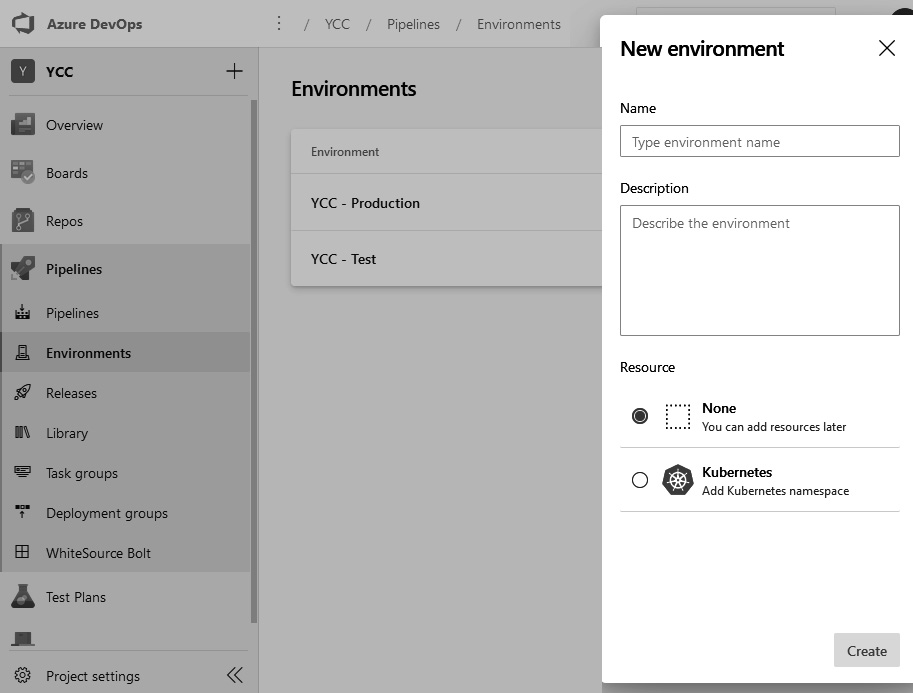 Azure DevOps
/ YCC / Pipelines / Environments
Y YCC
Overview
Boards
Repos
Pipelines
Pipelines
Environments
Releases
Library
Task groups
Deployment groups
WhiteSource Bolt
Test Plans
Project settings
Environments
Environment
YCC - Production
YCC - Test
New environment
Name
Type environment name
Description
Describe the environment
Resource
None
You can add resources later
Kubernetes
Add Kubernetes namespace
Create